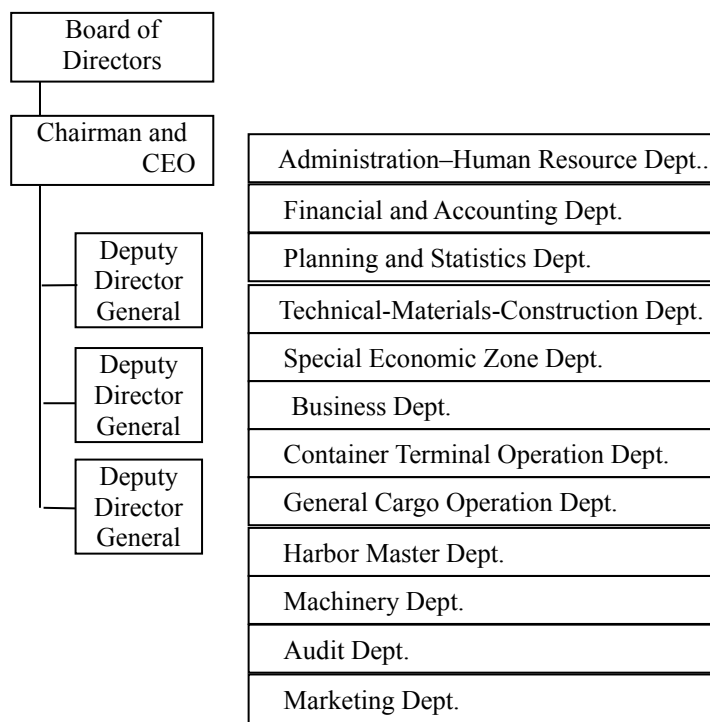 Board of
Directors
Chairman and
CEO
Deputy
Director
General
Deputy
Director
General
Deputy
Director
General
Administration–Human Resource Dept..
Financial and Accounting Dept.
Planning and Statistics Dept.
Technical-Materials-Construction Dept.
Special Economic Zone Dept.
Business Dept.
Container Terminal Operation Dept.
General Cargo Operation Dept.
Harbor Master Dept.
Machinery Dept.
Audit Dept.
Marketing Dept.